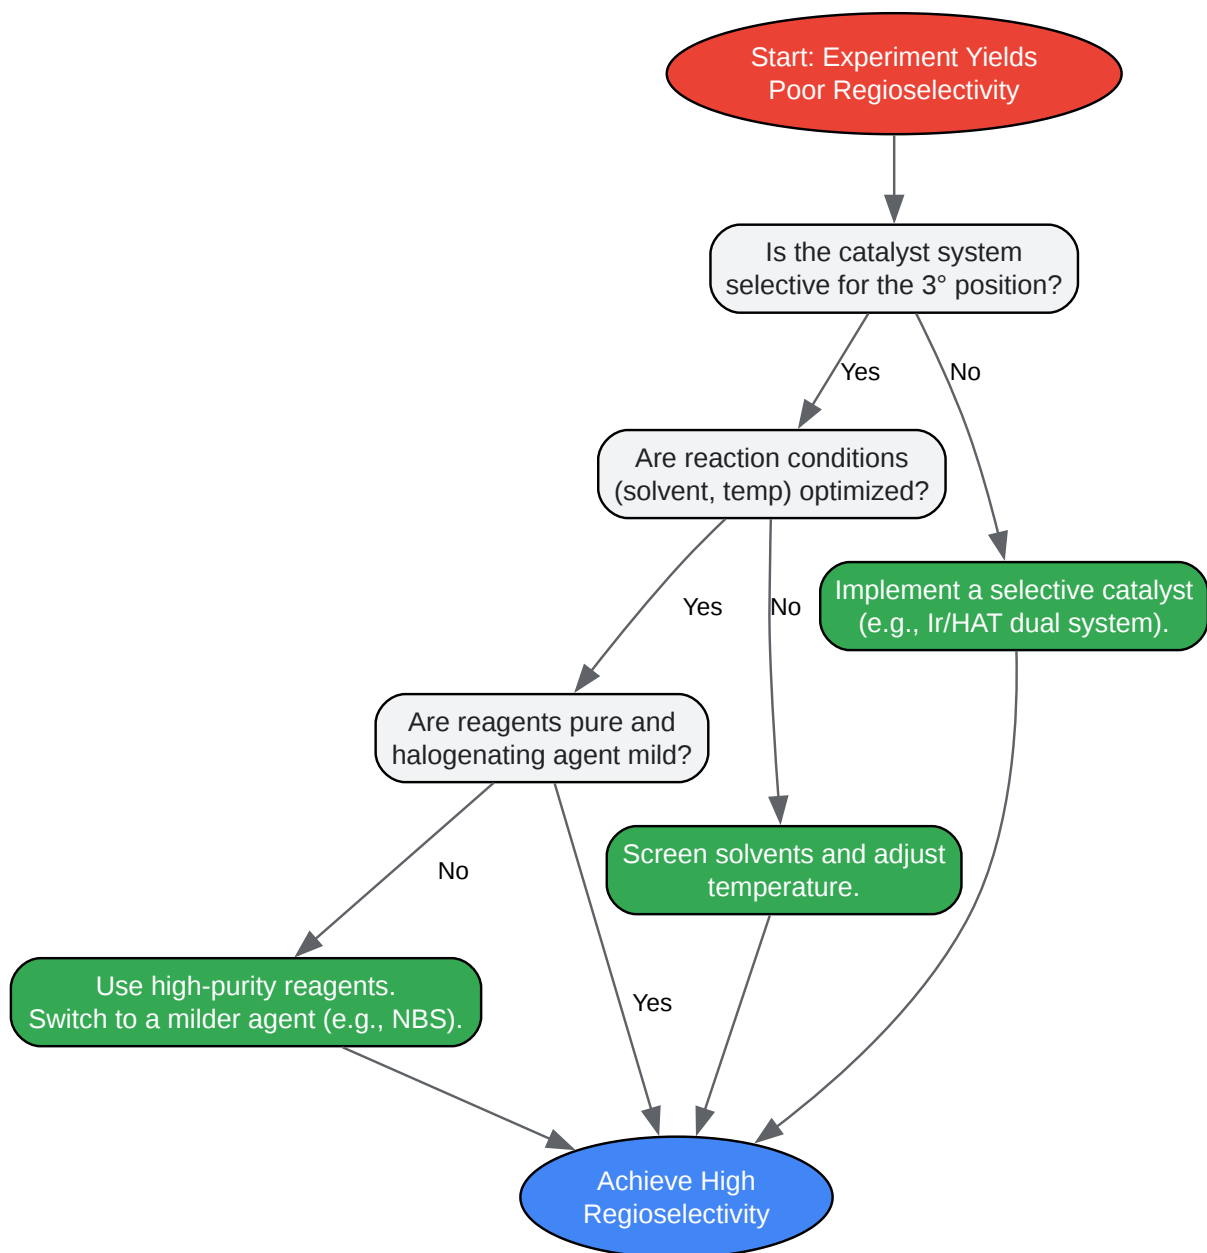 Start: Experiment Yields
Poor Regioselectivity
Is the catalyst system
selective for the 3° position?
Yes
No
Are reaction conditions
(solvent, temp) optimized?
Implement a selective catalyst
(e.g., Ir/HAT dual system).
Yes
No
Are reagents pure and
halogenating agent mild?
Screen solvents and adjust
temperature.
No
Yes
Use high-purity reagents.
Switch to a milder agent (e.g., NBS).
Achieve High
Regioselectivity